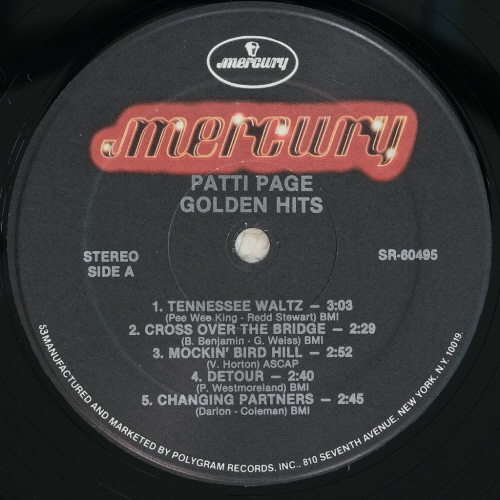 mercury
mercury
PATTI PAGE
GOLDEN HITS
STEREO
SIDE A
SR-60495
1. TENNESSEE WALTZ — 3:03
(Pee Wee King - Redd Stewart) BMI
2. CROSS OVER THE BRIDGE — 2:29
(B. Benjamin - G. Weiss) BMI
3. MOCKIN' BIRD HILL — 2:52
(V. Horton) ASCAP
4. DETOUR — 2:40
(P. Westmoreland) BMI
5. CHANGING PARTNERS — 2:45
(Darion - Coleman) BMI
53 MANUFACTURED AND MARKETED BY POLYGRAM RECORDS, INC., 810 SEVENTH AVENUE, NEW YORK, N.Y. 10019.